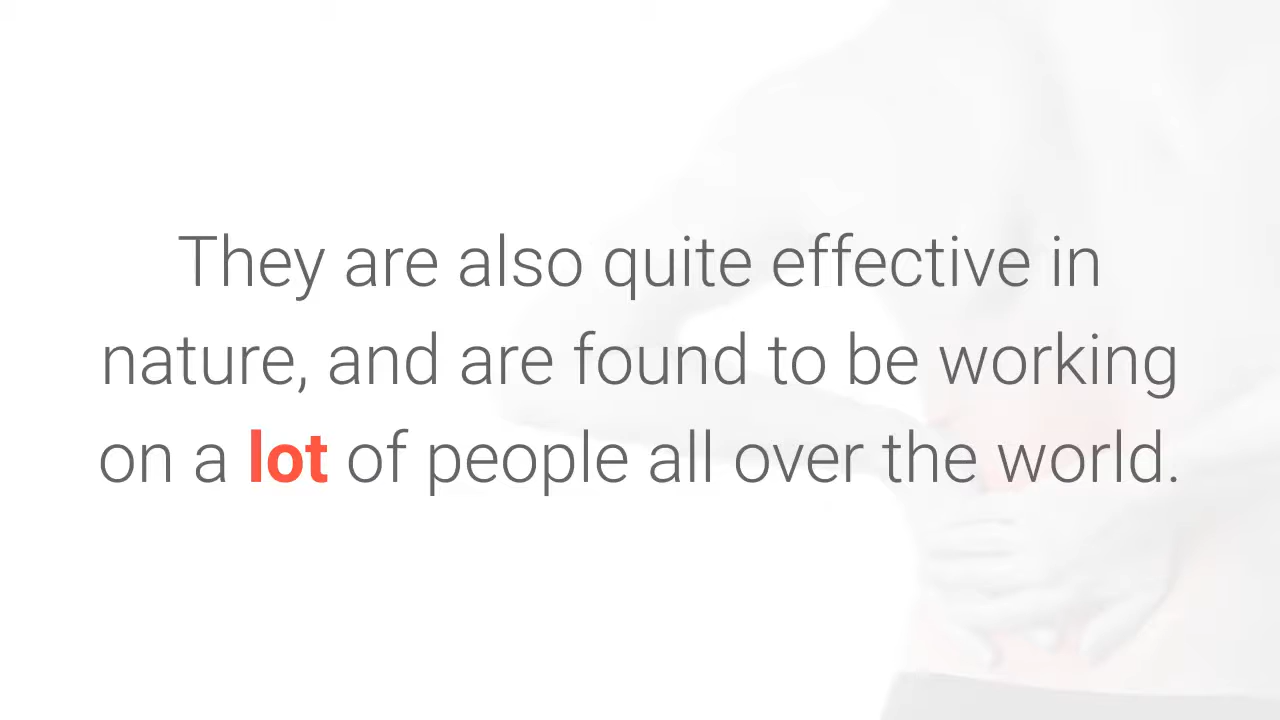 They are also quite effective in
nature, and are found to be working
on a lot of people all over the world.